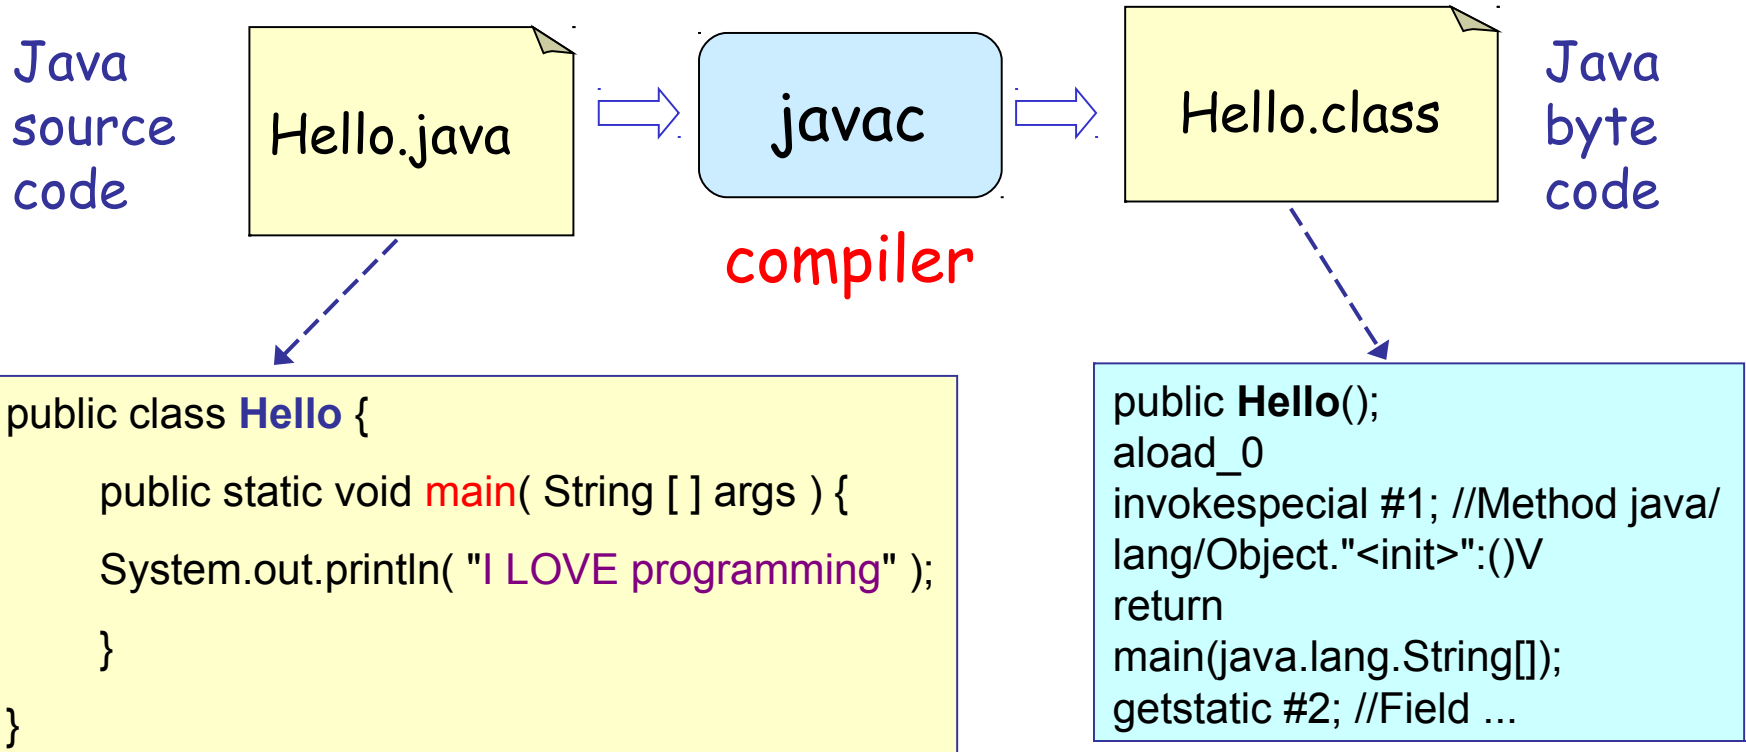 Java
source
code
Hello.java
javac
compiler
Hello.class
Java
byte
code
public class Hello {
public static void main( String [ ] args ) {
System.out.println( "I LOVE programming" );
}
}
public Hello();
aload_0
invokespecial #1; //Method java/
lang/Object."<init>":()V
return
main(java.lang.String[]);
getstatic #2; //Field ...